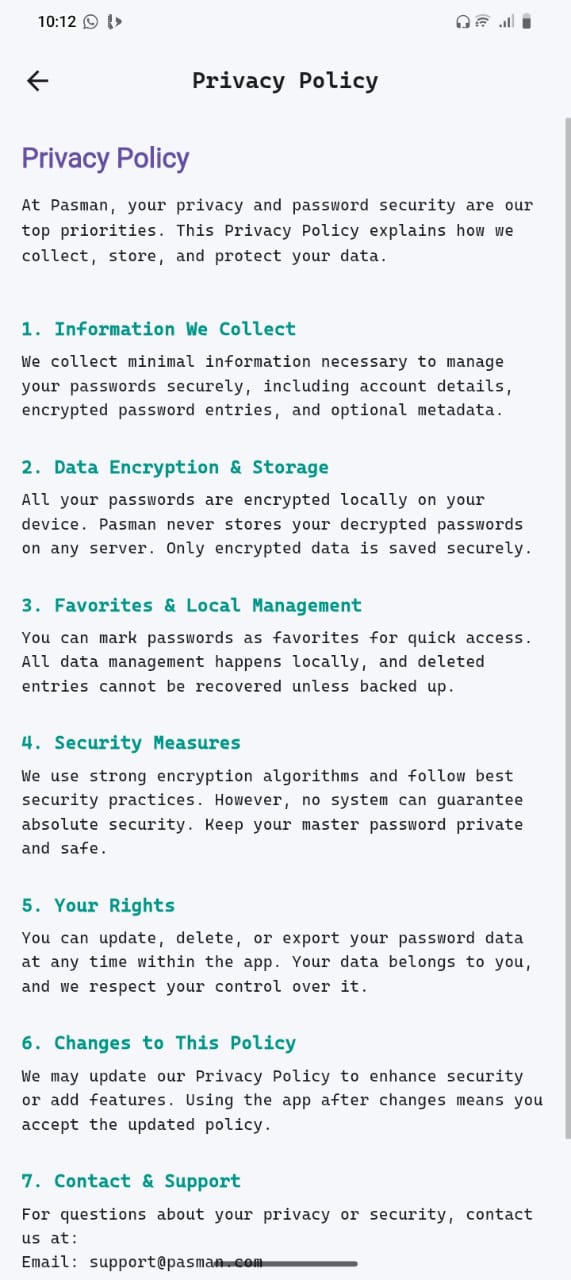 10:12
Privacy Policy
Privacy Policy
At Pasman, your privacy and password security are our
top priorities. This Privacy Policy explains how we
collect, store, and protect your data.
1. Information We Collect
We collect minimal information necessary to manage
your passwords securely, including account details,
encrypted password entries, and optional metadata.
2. Data Encryption & Storage
All your passwords are encrypted locally on your
device. Pasman never stores your decrypted passwords
on any server. Only encrypted data is saved securely.
3. Favorites & Local Management
You can mark passwords as favorites for quick access.
All data management happens locally, and deleted
entries cannot be recovered unless backed up.
4. Security Measures
We use strong encryption algorithms and follow best
security practices. However, no system can guarantee
absolute security. Keep your master password private
and safe.
5. Your Rights
You can update, delete, or export your password data
at any time within the app. Your data belongs to you,
and we respect your control over it.
6. Changes to This Policy
We may update our Privacy Policy to enhance security
or add features. Using the app after changes means you
accept the updated policy.
7. Contact & Support
For questions about your privacy or security, contact
us at:
Email: support@pasman.com